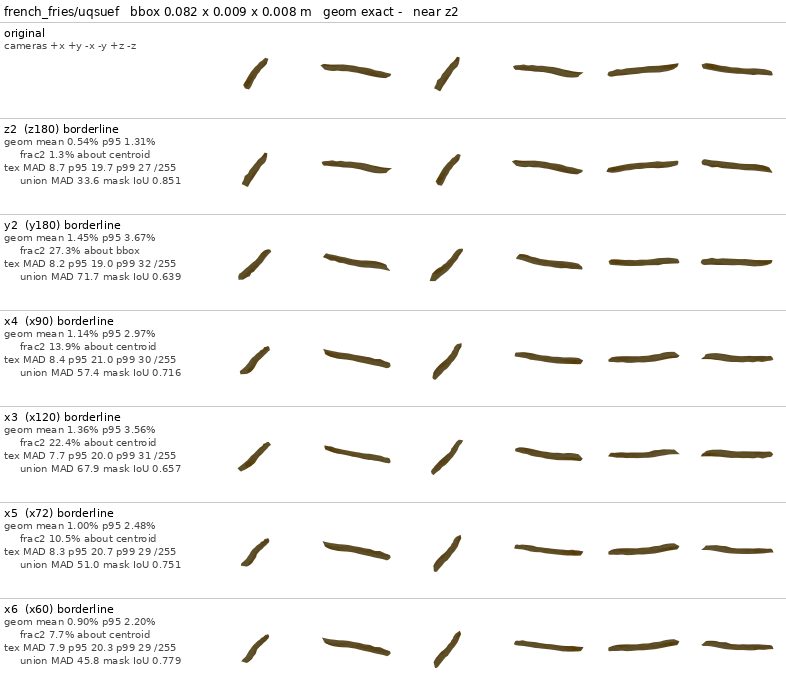 french_fries/uqsuef   bbox 0.082 x 0.009 x 0.008 m   geom exact -   near z2
original
cameras +x +y -x -y +z -z
z2  (z180) borderline
geom mean 0.54% p95 1.31%
frac2 1.3% about centroid
tex MAD 8.7 p95 19.7 p99 27 /255
union MAD 33.6 mask IoU 0.851
y2  (y180) borderline
geom mean 1.45% p95 3.67%
frac2 27.3% about bbox
tex MAD 8.2 p95 19.0 p99 32 /255
union MAD 71.7 mask IoU 0.639
x4  (x90) borderline
geom mean 1.14% p95 2.97%
frac2 13.9% about centroid
tex MAD 8.4 p95 21.0 p99 30 /255
union MAD 57.4 mask IoU 0.716
x3  (x120) borderline
geom mean 1.36% p95 3.56%
frac2 22.4% about centroid
tex MAD 7.7 p95 20.0 p99 31 /255
union MAD 67.9 mask IoU 0.657
x5  (x72) borderline
geom mean 1.00% p95 2.48%
frac2 10.5% about centroid
tex MAD 8.3 p95 20.7 p99 29 /255
union MAD 51.0 mask IoU 0.751
x6  (x60) borderline
geom mean 0.90% p95 2.20%
frac2 7.7% about centroid
tex MAD 7.9 p95 20.3 p99 29 /255
union MAD 45.8 mask IoU 0.779